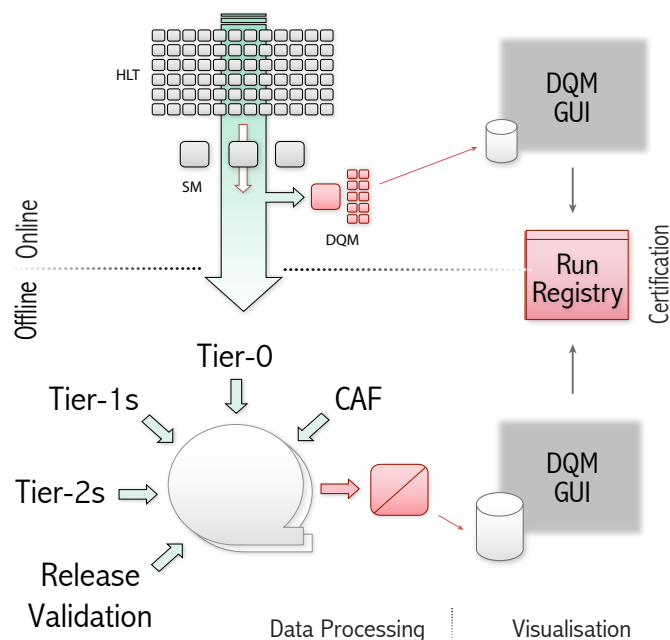 HLT
DQM
GUI
SM
DQM
Online
Offline
Run
Registry
Certification
Tier-0
Tier-1s
CAF
Tier-2s
DQM
GUI
Release
Validation
Data Processing
Visualisation